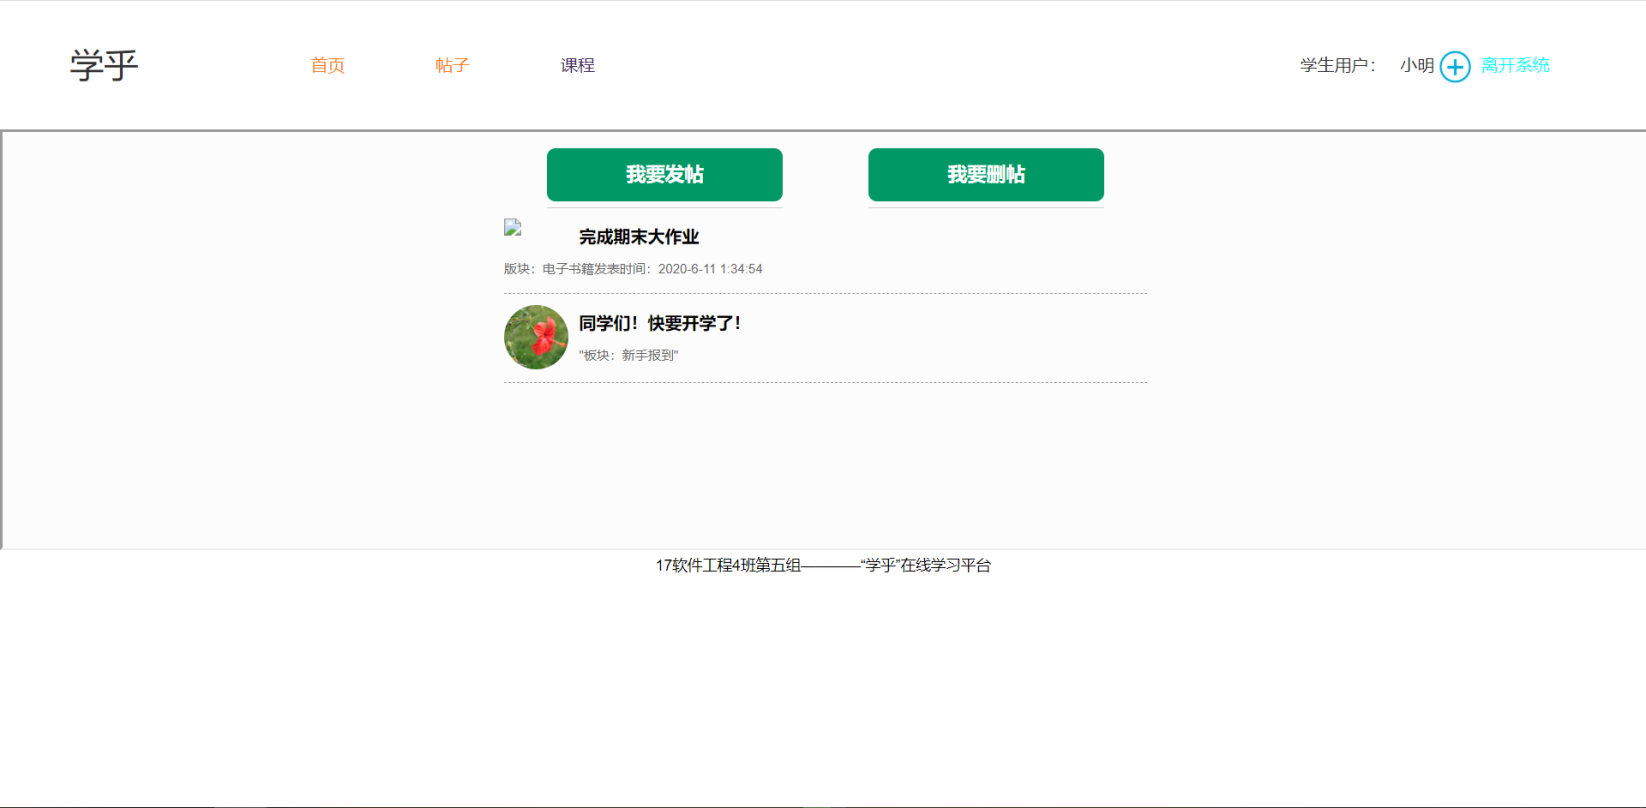 学乎 首页 帖子 课程 学生用户： 小明 离开系统
我要发帖 我要删帖
完成期末大作业
版块：电子书籍发表时间：2020-6-11 1:34:54
同学们！快要开学了！
"板块：新手报到"
17软件工程4班第五组————“学乎”在线学习平台